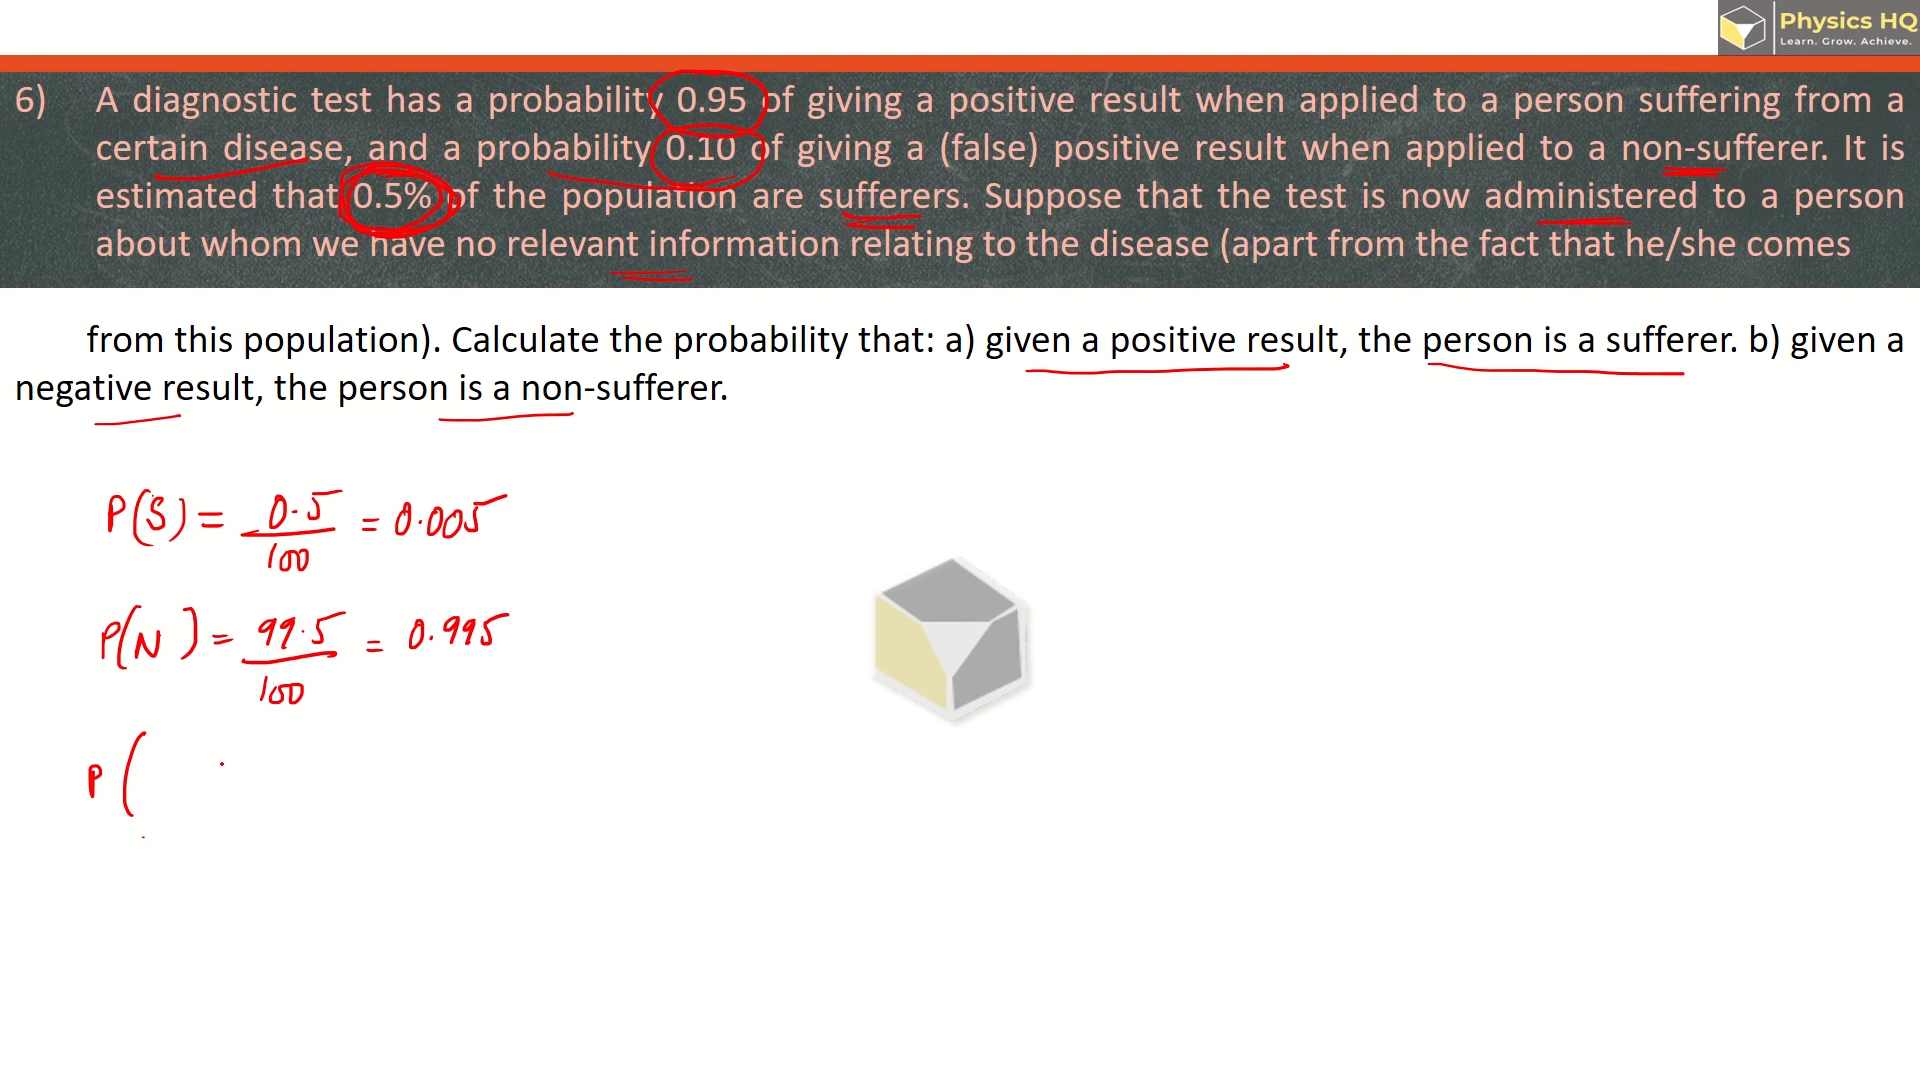 Physics HQ
Learn. Grow. Achieve.
6) A diagnostic test has a probability 0.95 of giving a positive result when applied to a person suffering from a
certain disease, and a probability 0.10 of giving a (false) positive result when applied to a non-sufferer. It is
estimated that 0.5% of the population are sufferers. Suppose that the test is now administered to a person
about whom we have no relevant information relating to the disease (apart from the fact that he/she comes
from this population). Calculate the probability that: a) given a positive result, the person is a sufferer. b) given a
negative result, the person is a non-sufferer.
P(S) = 0.5/100 = 0.005
P(N) = 99.5/100 = 0.995
P(